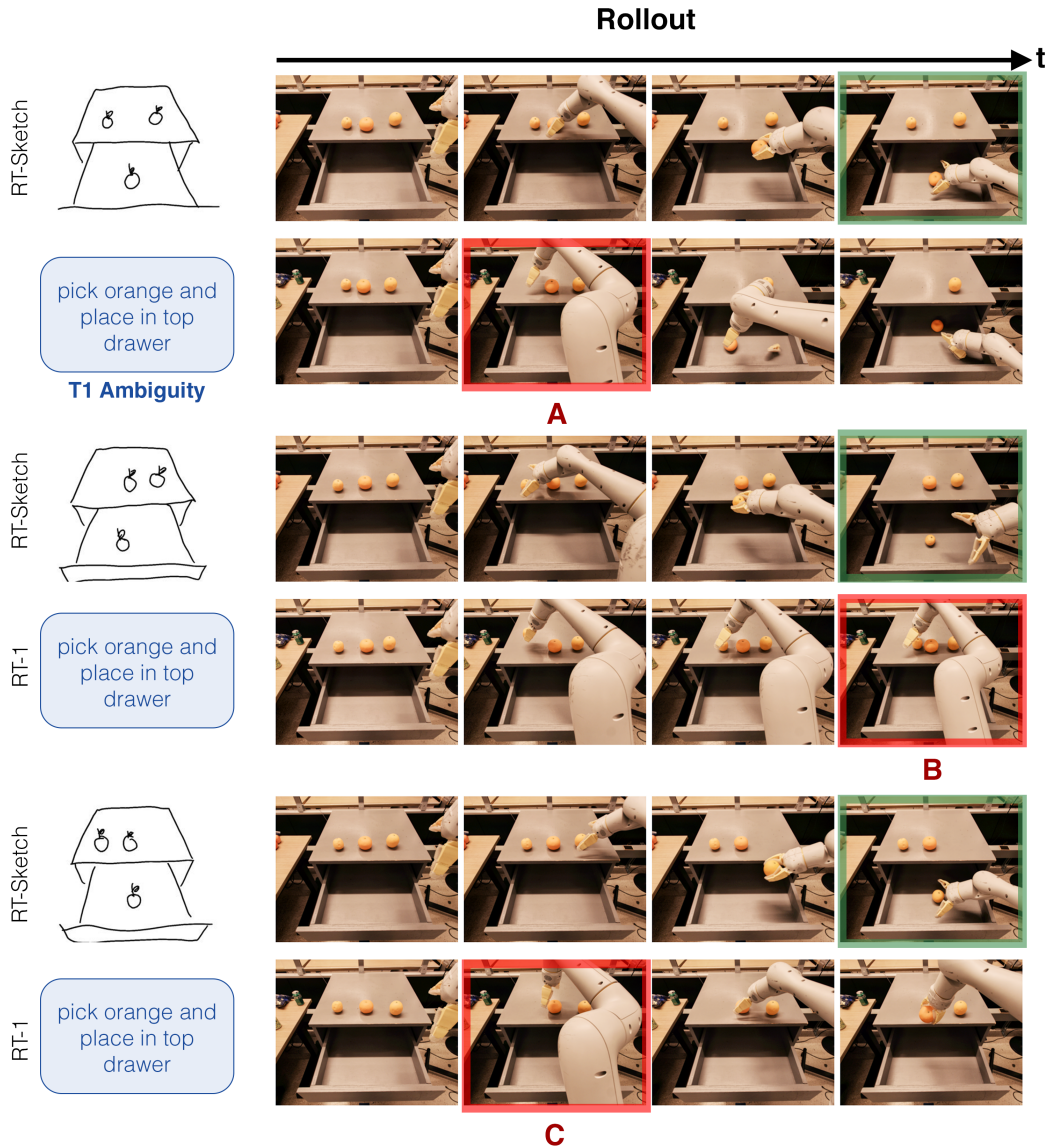 Rollout
t
RT-Sketch
pick orange and
place in top
drawer
T1 Ambiguity
A
RT-Sketch
RT-1
pick orange and
place in top
drawer
B
RT-Sketch
RT-1
pick orange and
place in top
drawer
C